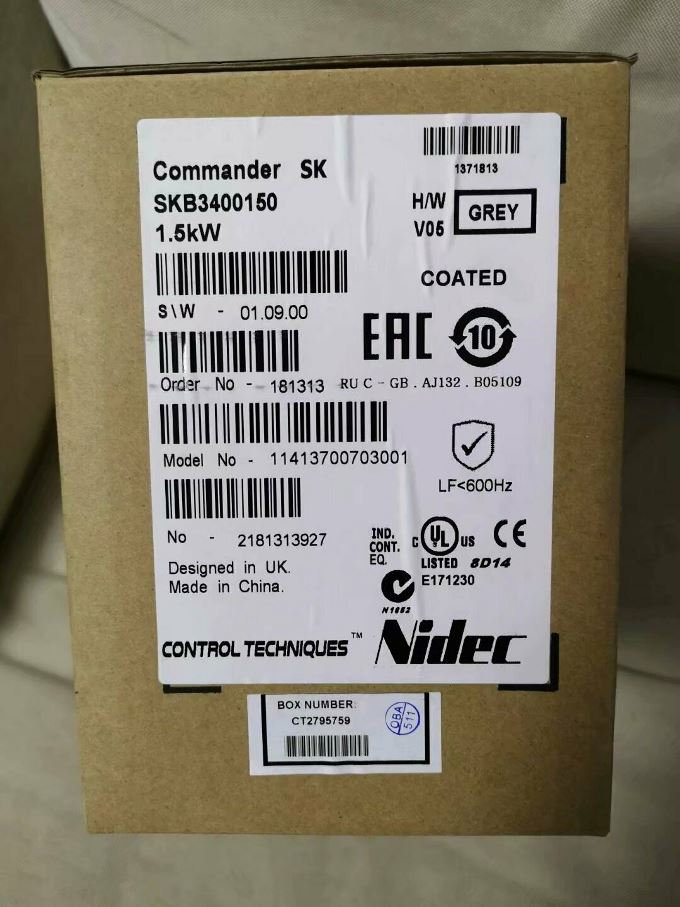 Commander SK
SKB3400150
1.5kW
1371813
H/W
V05
GREY
COATED
S\W - 01.09.00
EAC
10
Order No - 181313
RU C - GB . AJ132 . B05109
Model No - 11413700703001
LF<600Hz
No - 2181313927
IND.
CONT.
EQ.
C UL US
LISTED 8D14
E171230
CE
N1652
Designed in UK.
Made in China.
CONTROL TECHNIQUES™
Nidec
BOX NUMBER:
CT2795759
OBA
511